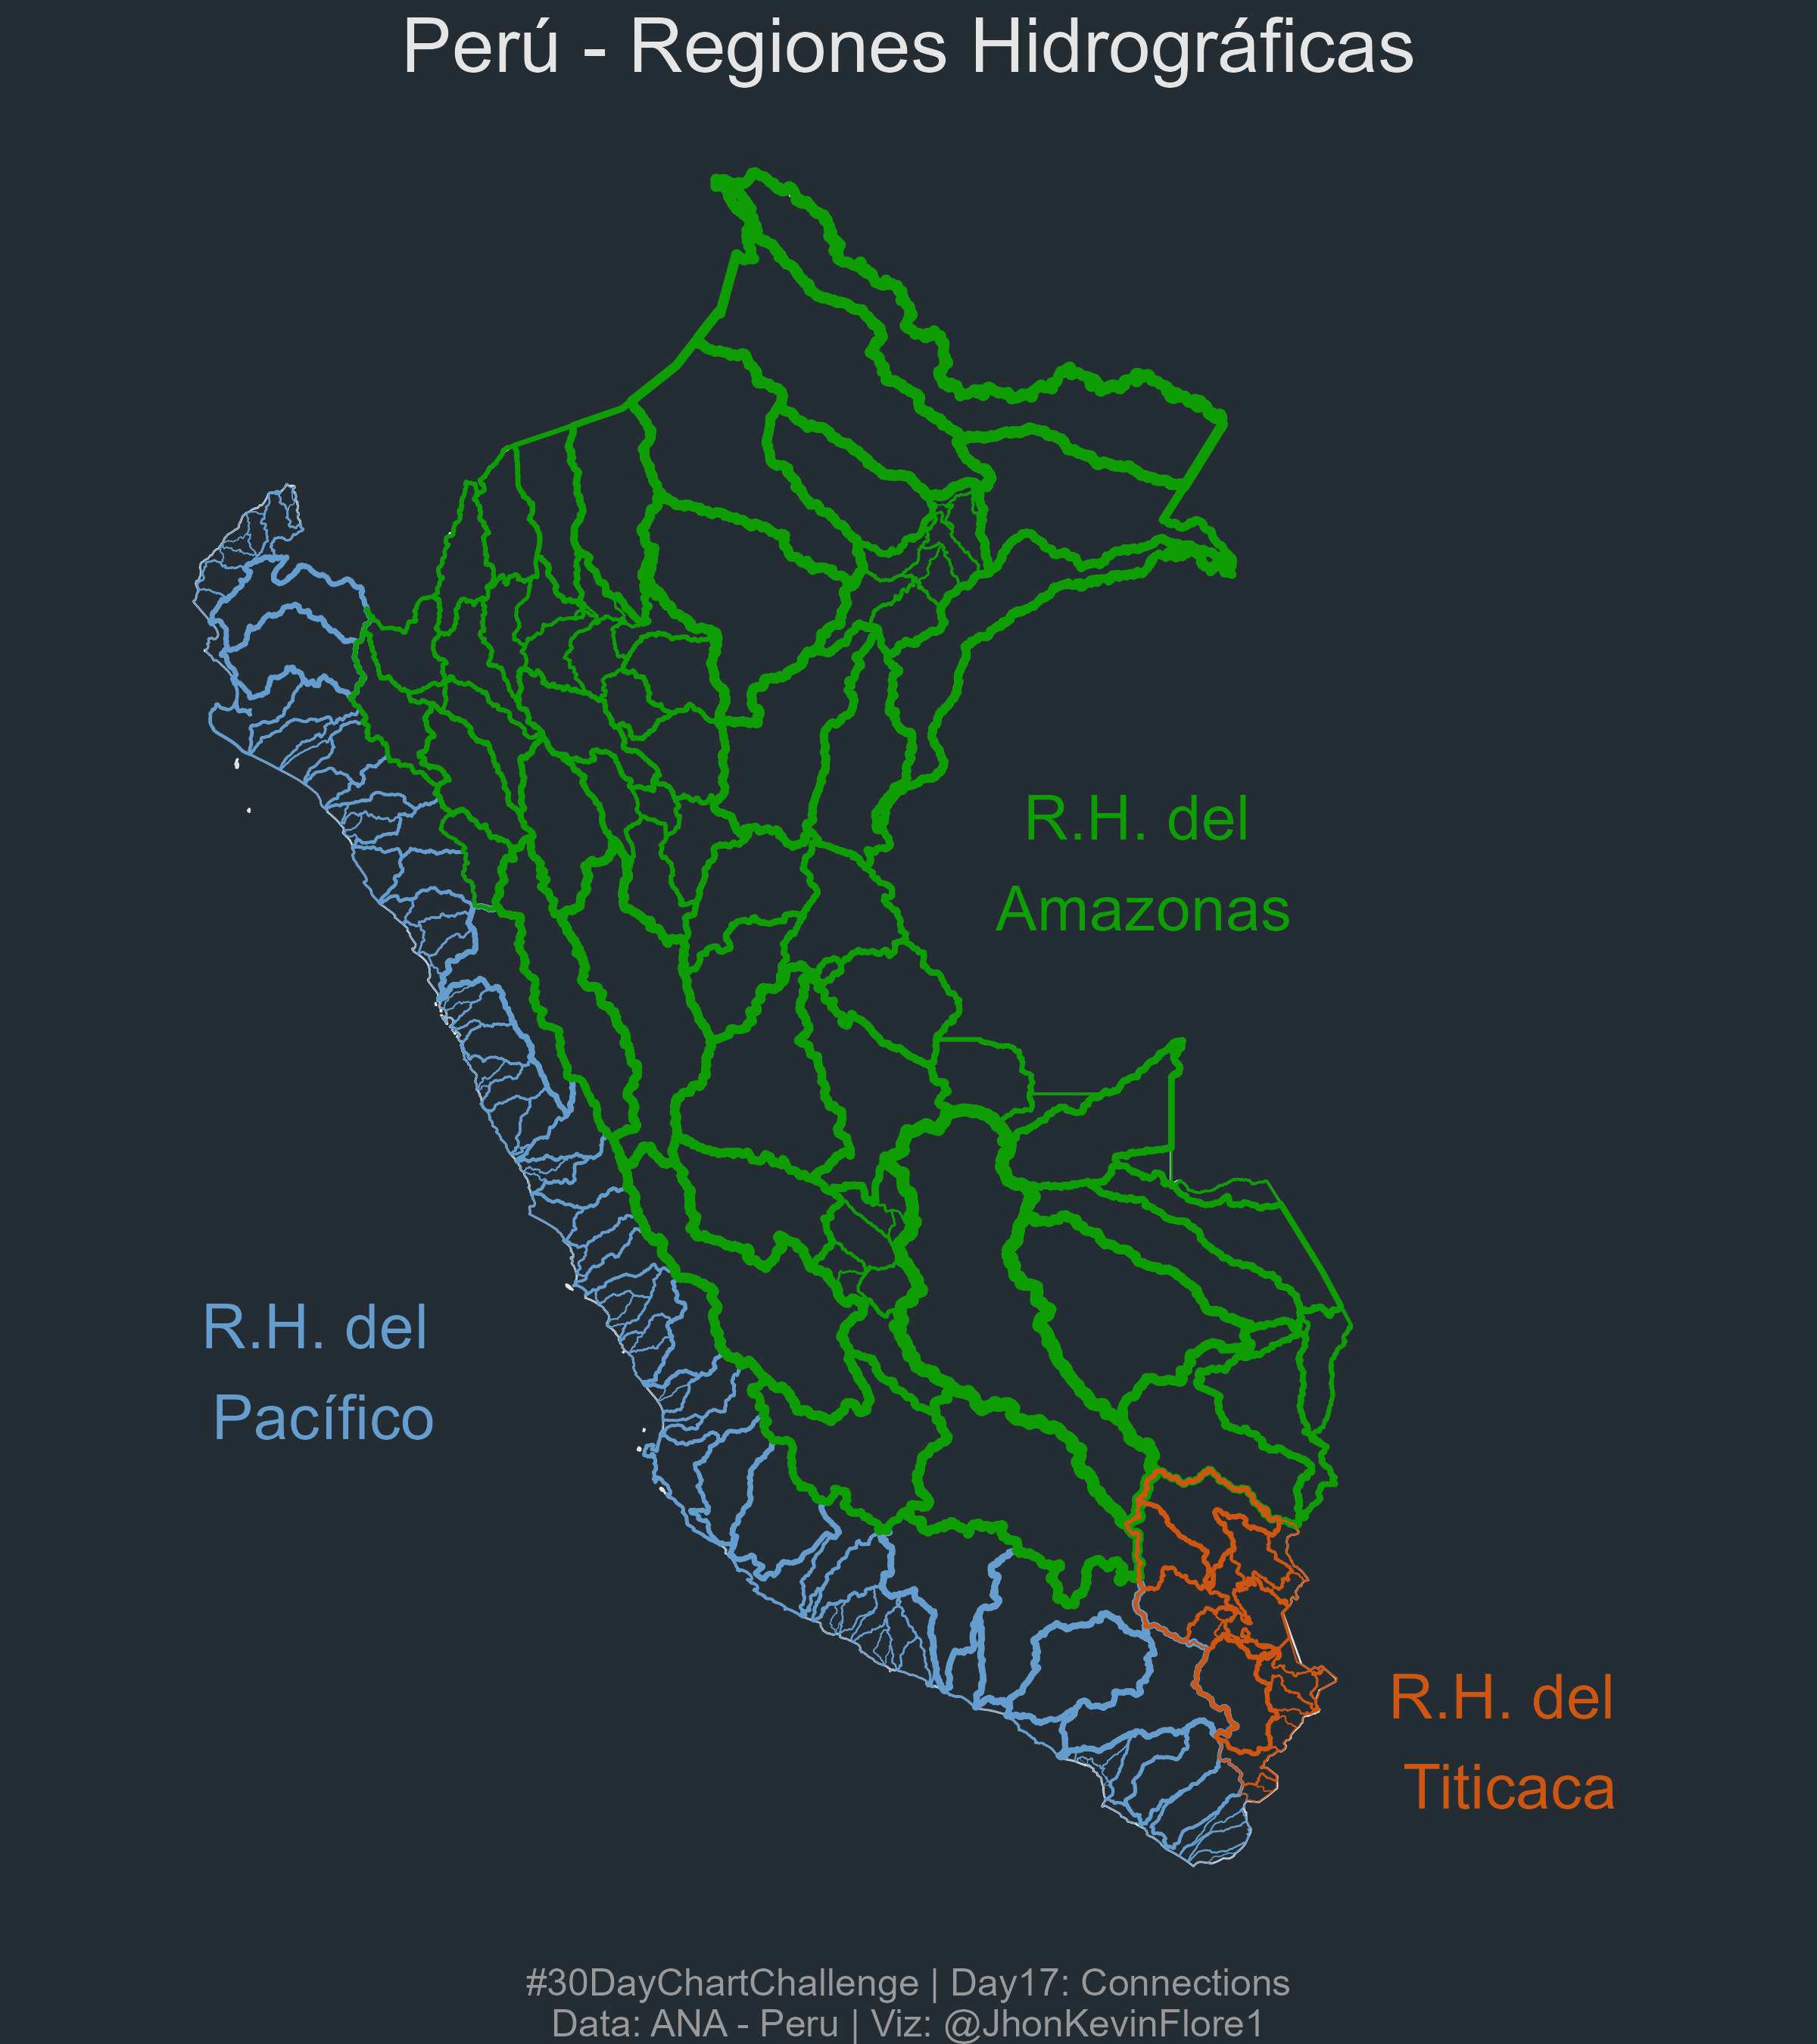 Perú - Regiones Hidrográficas
R.H. del
Amazonas
R.H. del
Pacífico
R.H. del
Titicaca
#30DayChartChallenge | Day17: Connections
Data: ANA - Peru | Viz: @JhonKevinFlore1